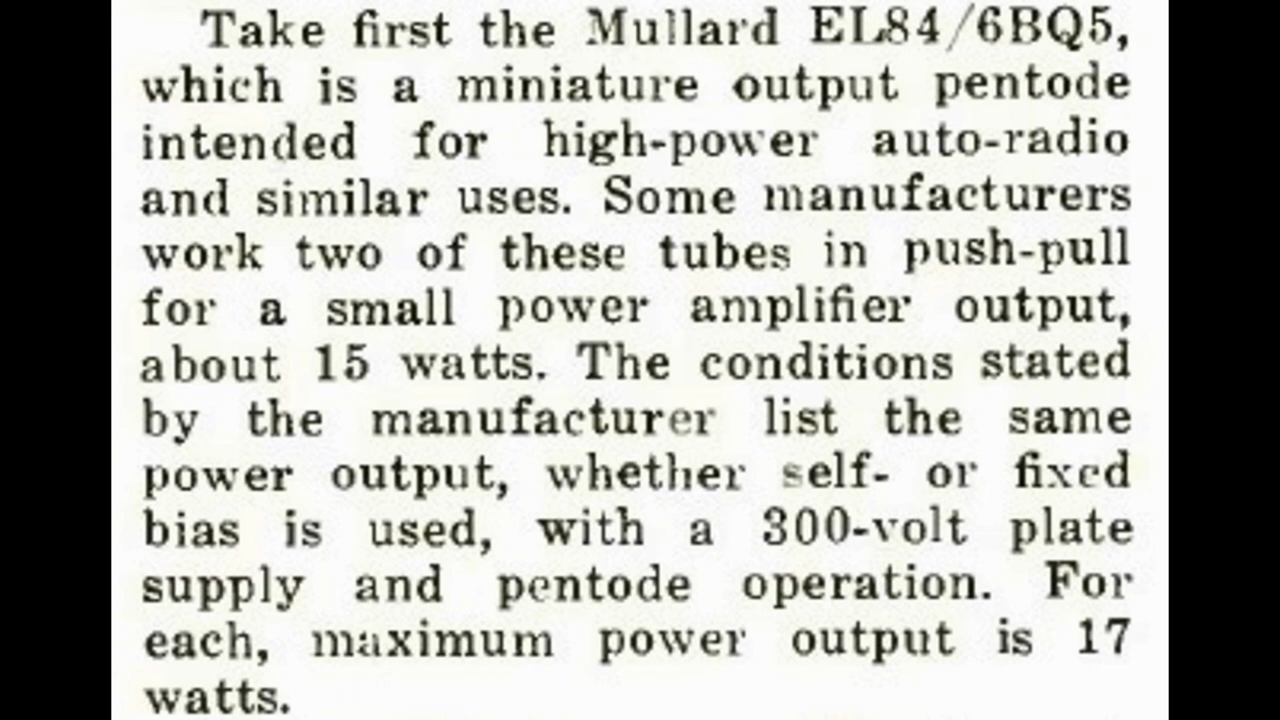 Take first the Mullard EL84/6BQ5,
which is a miniature output pentode
intended for high-power auto-radio
and similar uses. Some manufacturers
work two of these tubes in push-pull
for a small power amplifier output,
about 15 watts. The conditions stated
by the manufacturer list the same
power output, whether self- or fixed
bias is used, with a 300-volt plate
supply and pentode operation. For
each, maximum power output is 17
watts.